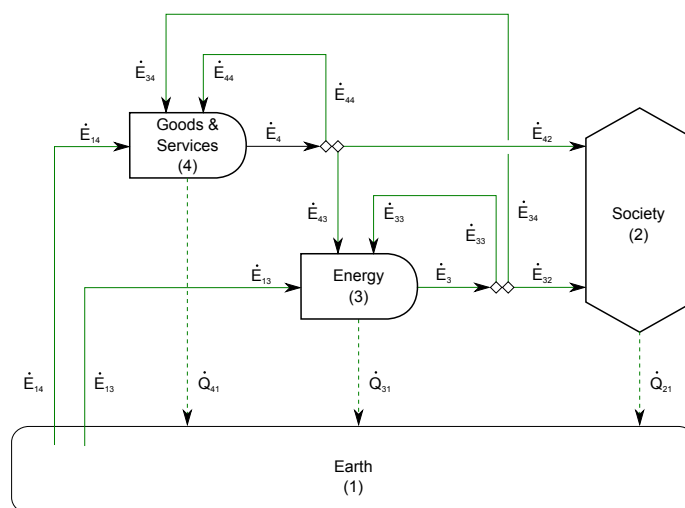 Ė₃₄
Ė₄₄
Ė₄₄
Goods &
Services
(4)
Ė₁₄
Ė₄
Ė₄₂
Society
(2)
Ė₄₃
Ė₃₃
Ė₃₃
Ė₃₄
Energy
(3)
Ė₁₃
Ė₃
Ė₃₂
Ė₁₄
Ė₁₃
Q̇₄₁
Q̇₃₁
Q̇₂₁
Earth
(1)